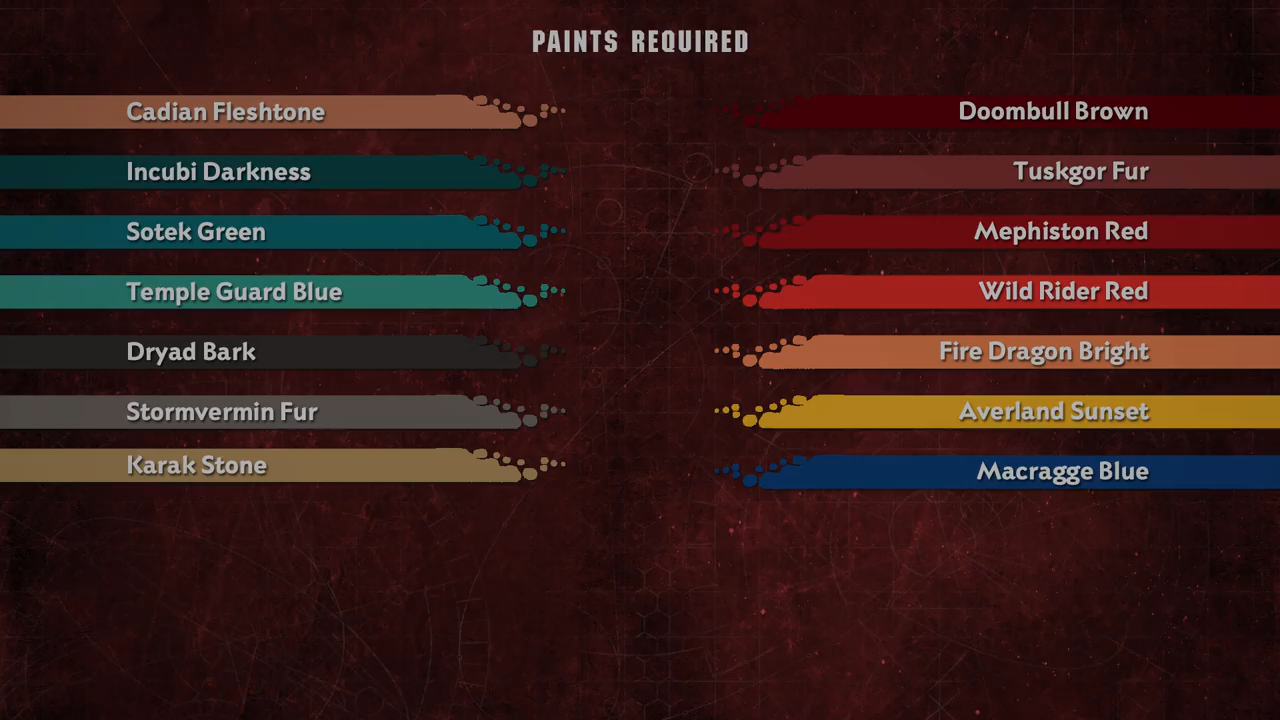 PAINTS REQUIRED
Cadian Fleshtone
Incubi Darkness
Sotek Green
Temple Guard Blue
Dryad Bark
Stormvermin Fur
Karak Stone
Doombull Brown
Tuskgor Fur
Mephiston Red
Wild Rider Red
Fire Dragon Bright
Averland Sunset
Macragge Blue